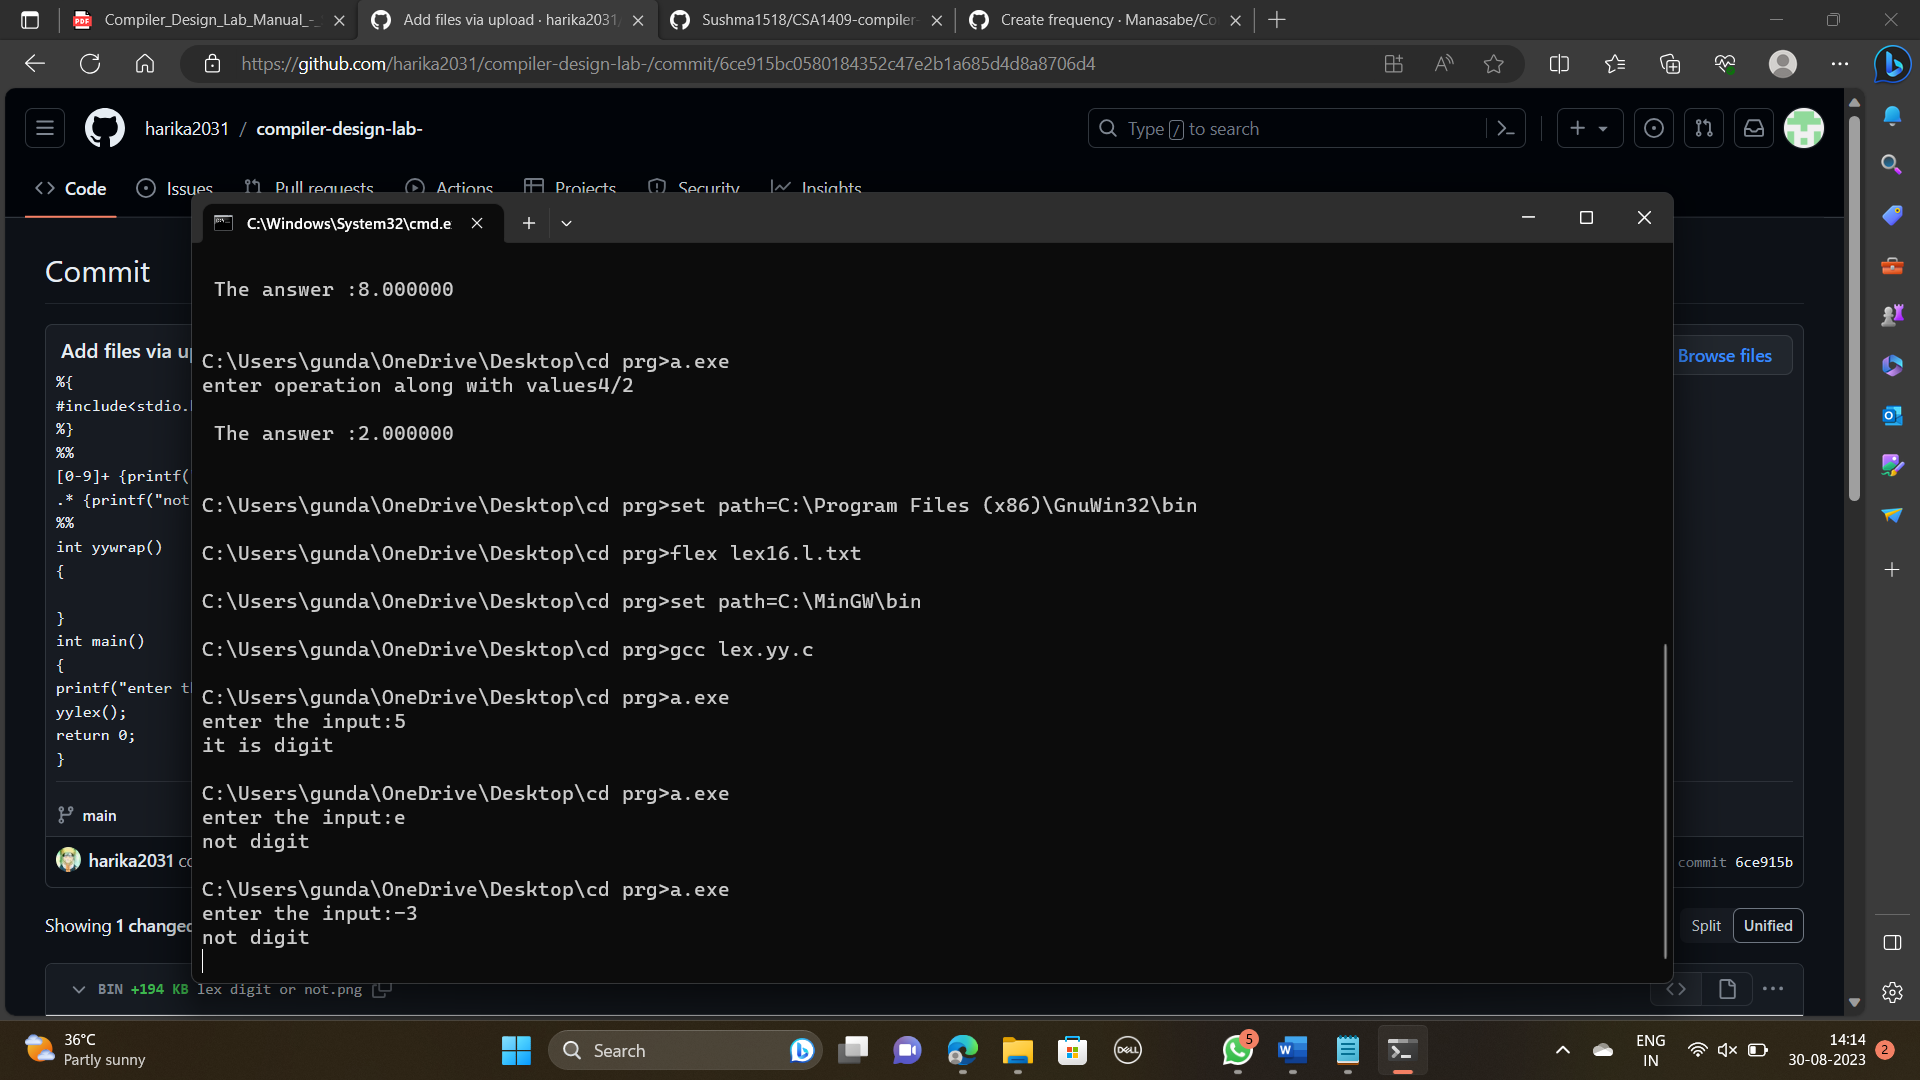 Compiler_Design_Lab_Manual_-_
Add files via upload · harika2031/
Sushma1518/CSA1409-compiler-
Create frequency · Manasabe/Co
https://github.com/harika2031/compiler-design-lab-/commit/6ce915bc0580184352c47e2b1a685d4d8a8706d4
harika2031 / compiler-design-lab-
Type / to search
Code Issues Pull requests Actions Projects Security Insights
C:\Windows\System32\cmd.e
Commit
Add files via up
Browse files
%{
#include<stdio.h
%}
%%
[0-9]+ {printf(
.* {printf("not
%%
int yywrap()
{
}
int main()
{
printf("enter th
yylex();
return 0;
}
main
harika2031 co
commit 6ce915b
Showing 1 changed
Split Unified
BIN +194 KB lex digit or not.png
The answer :8.000000
C:\Users\gunda\OneDrive\Desktop\cd prg>a.exe
enter operation along with values4/2
The answer :2.000000
C:\Users\gunda\OneDrive\Desktop\cd prg>set path=C:\Program Files (x86)\GnuWin32\bin
C:\Users\gunda\OneDrive\Desktop\cd prg>flex lex16.l.txt
C:\Users\gunda\OneDrive\Desktop\cd prg>set path=C:\MinGW\bin
C:\Users\gunda\OneDrive\Desktop\cd prg>gcc lex.yy.c
C:\Users\gunda\OneDrive\Desktop\cd prg>a.exe
enter the input:5
it is digit
C:\Users\gunda\OneDrive\Desktop\cd prg>a.exe
enter the input:e
not digit
C:\Users\gunda\OneDrive\Desktop\cd prg>a.exe
enter the input:-3
not digit
36°C
Partly sunny
Search
DELL
5
ENG
IN
14:14
30-08-2023
2